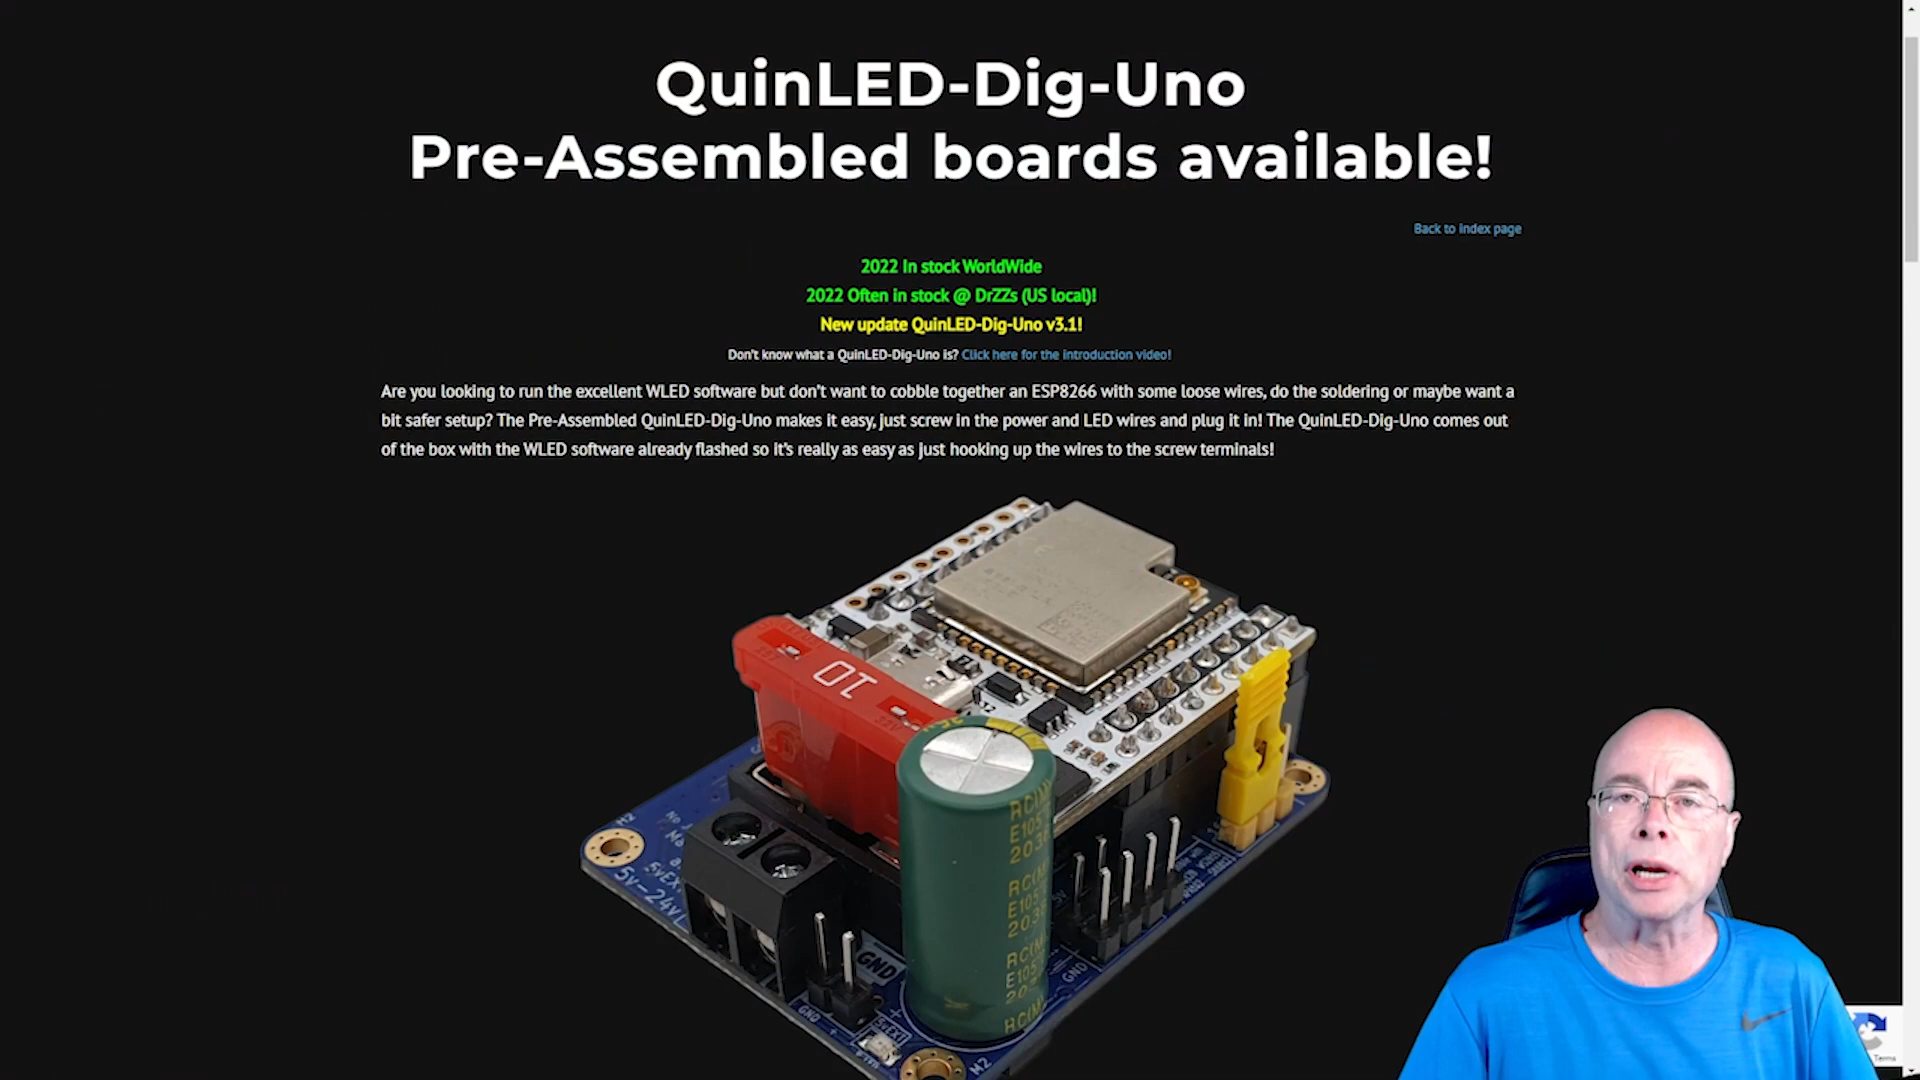 QuinLED-Dig-Uno
Pre-Assembled boards available!
Back to index page
2022 In stock WorldWide
2022 Often in stock @ DrZZs (US local)!
New update QuinLED-Dig-Uno v3.1!
Don't know what a QuinLED-Dig-Uno is? Click here for the introduction video!
Are you looking to run the excellent WLED software but don't want to cobble together an ESP8266 with some loose wires, do the soldering or maybe want a
bit safer setup? The Pre-Assembled QuinLED-Dig-Uno makes it easy, just screw in the power and LED wires and plug it in! The QuinLED-Dig-Uno comes out
of the box with the WLED software already flashed so it's really as easy as just hooking up the wires to the screw terminals!
10
M2
5v-24v
GND
GND
GND
5vEXT
M2
Terms